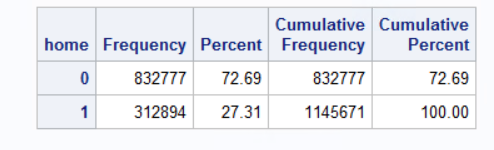 home Frequency Percent Cumulative Frequency Cumulative Percent
0 832777 72.69 832777 72.69
1 312894 27.31 1145671 100.00